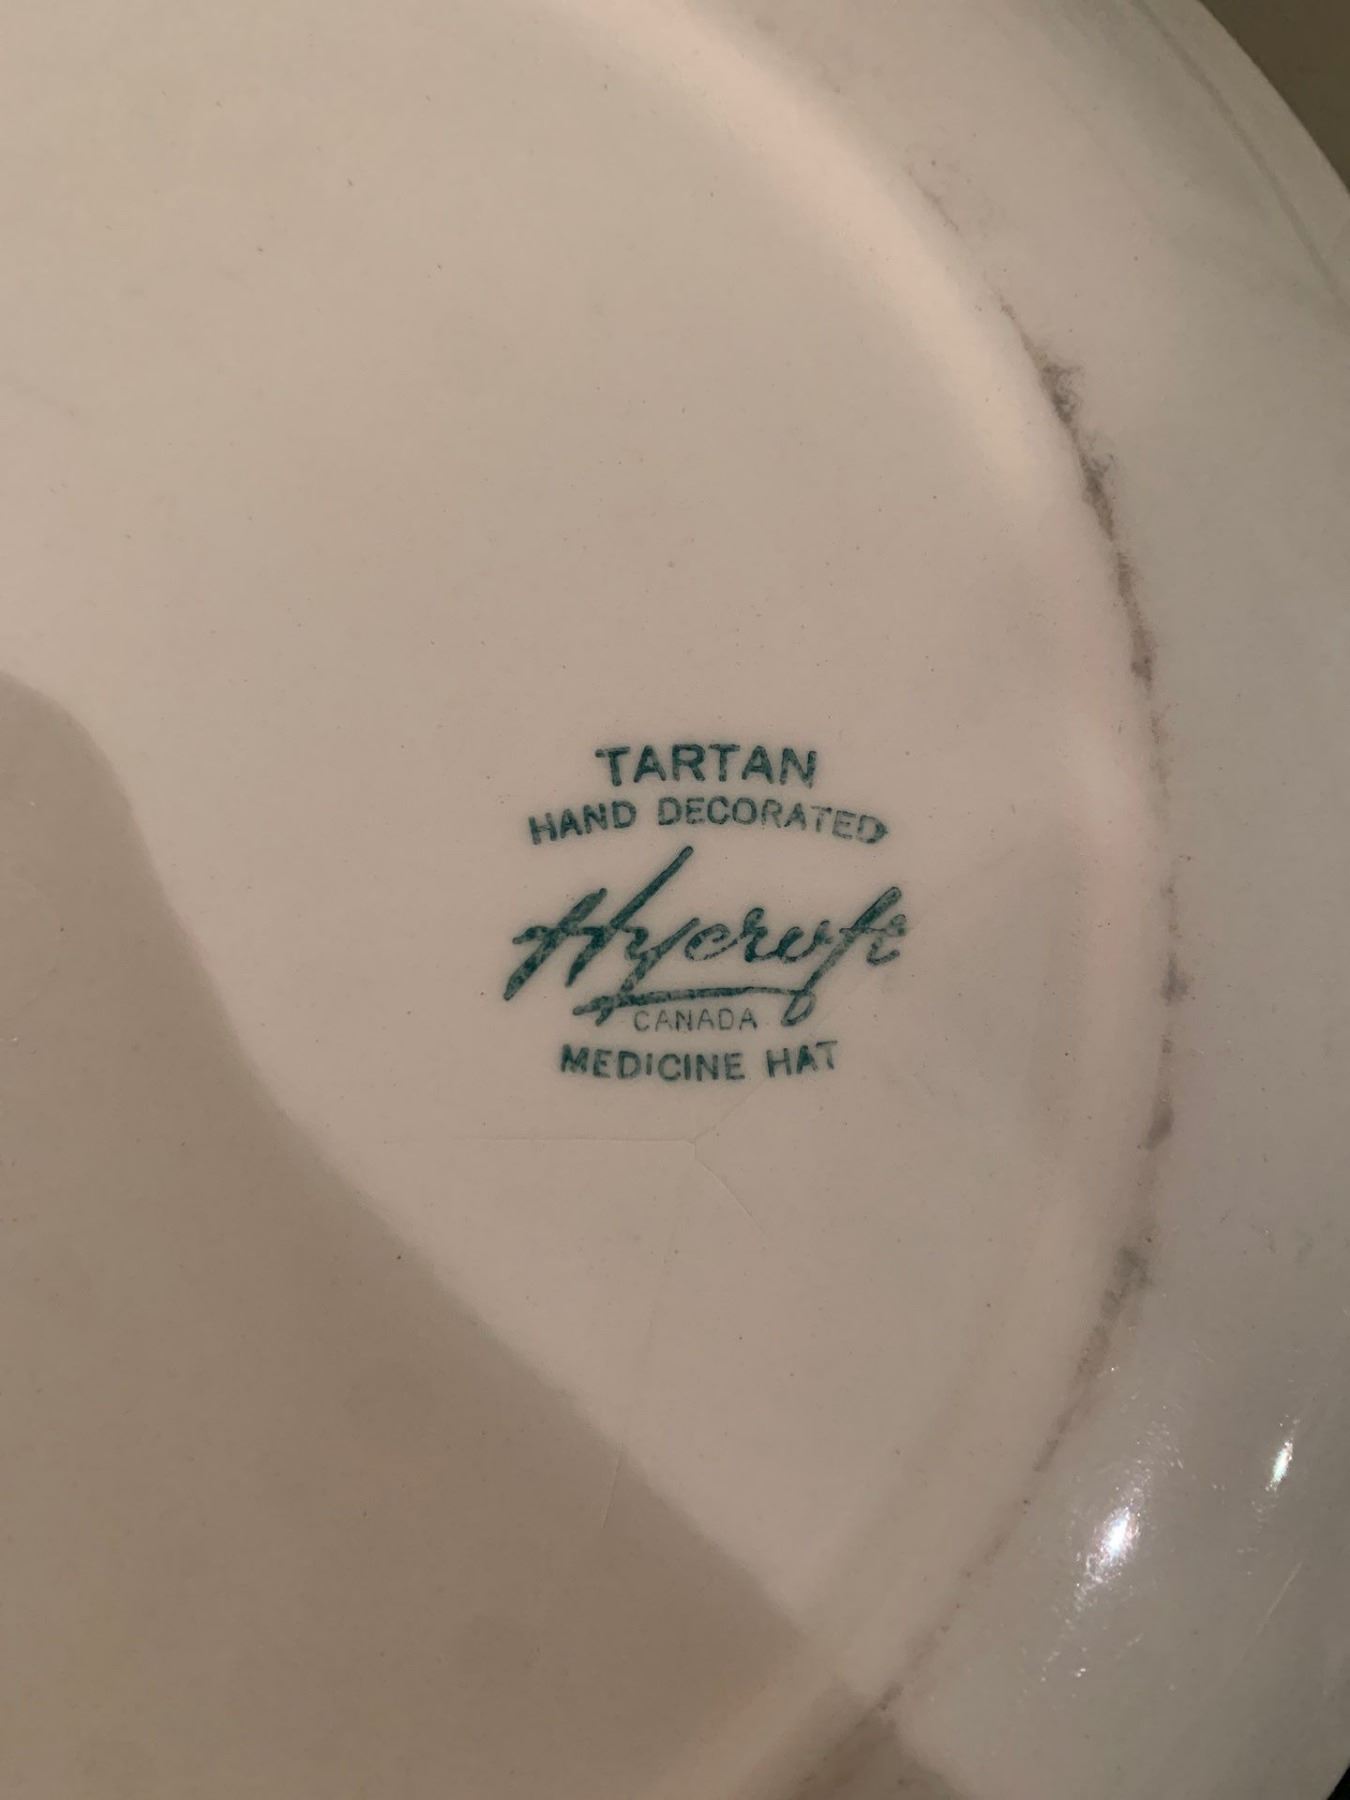 TARTAN
HAND DECORATED
Hycroft
CANADA
MEDICINE HAT